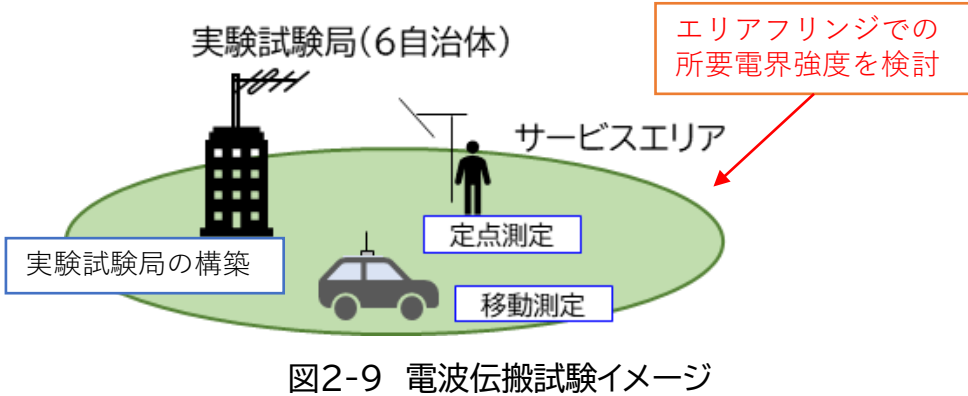 実験試験局(6自治体)
エリアフリンジでの
所要電界強度を検討
サービスエリア
定点測定
実験試験局の構築
移動測定
図2-9 電波伝搬試験イメージ